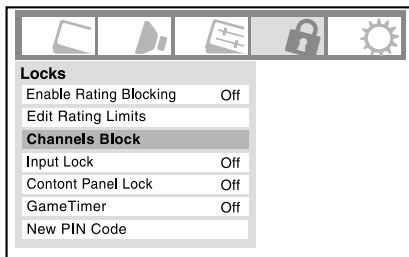 Locks
Enable Rating Blocking Off
Edit Rating Limits
Channels Block
Input Lock Off
Contont Panel Lock Off
GameTimer Off
New PIN Code